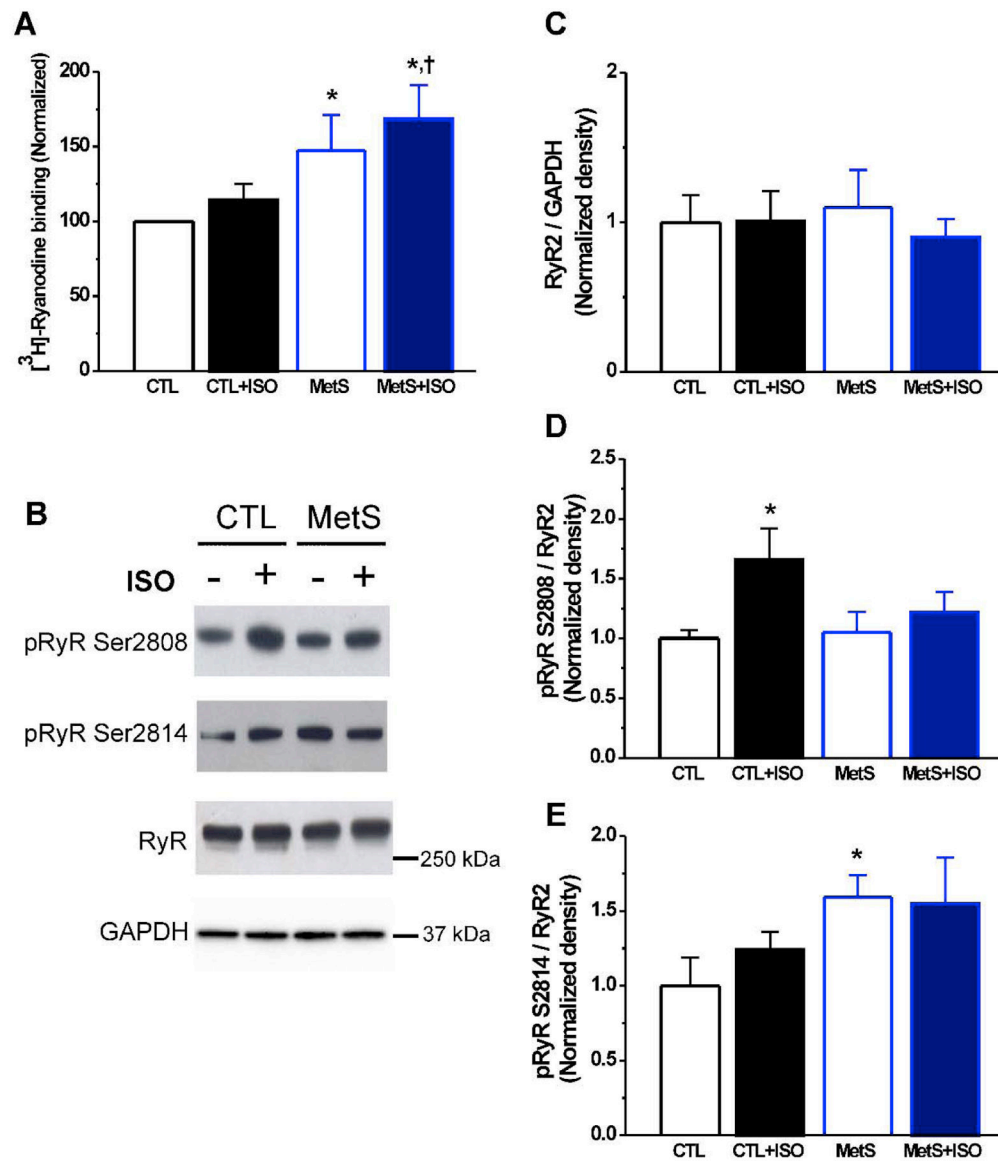 A
[³H]-Ryanodine binding (Normalized)
200
150
100
50
0
*
*,†
CTL
CTL+ISO
MetS
MetS+ISO
B
CTL
MetS
ISO
-
+
-
+
pRyR Ser2808
pRyR Ser2814
RyR
250 kDa
GAPDH
37 kDa
C
RyR2 / GAPDH
(Normalized density)
2
1
0
CTL
CTL+ISO
MetS
MetS+ISO
D
pRyR S2808 / RyR2
(Normalized density)
2.5
2.0
1.5
1.0
0.5
0.0
*
CTL
CTL+ISO
MetS
MetS+ISO
E
pRyR S2814 / RyR2
(Normalized density)
2.0
1.5
1.0
0.5
0.0
*
CTL
CTL+ISO
MetS
MetS+ISO